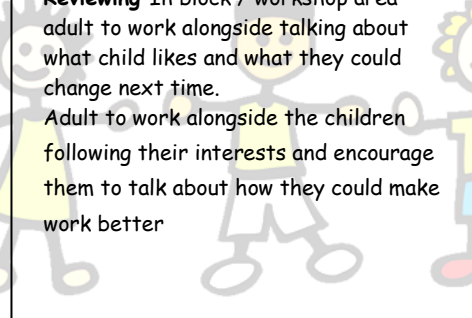 Reviewing In block / workshop area
adult to work alongside talking about
what child likes and what they could
change next time.
Adult to work alongside the children
following their interests and encourage
them to talk about how they could make
work better